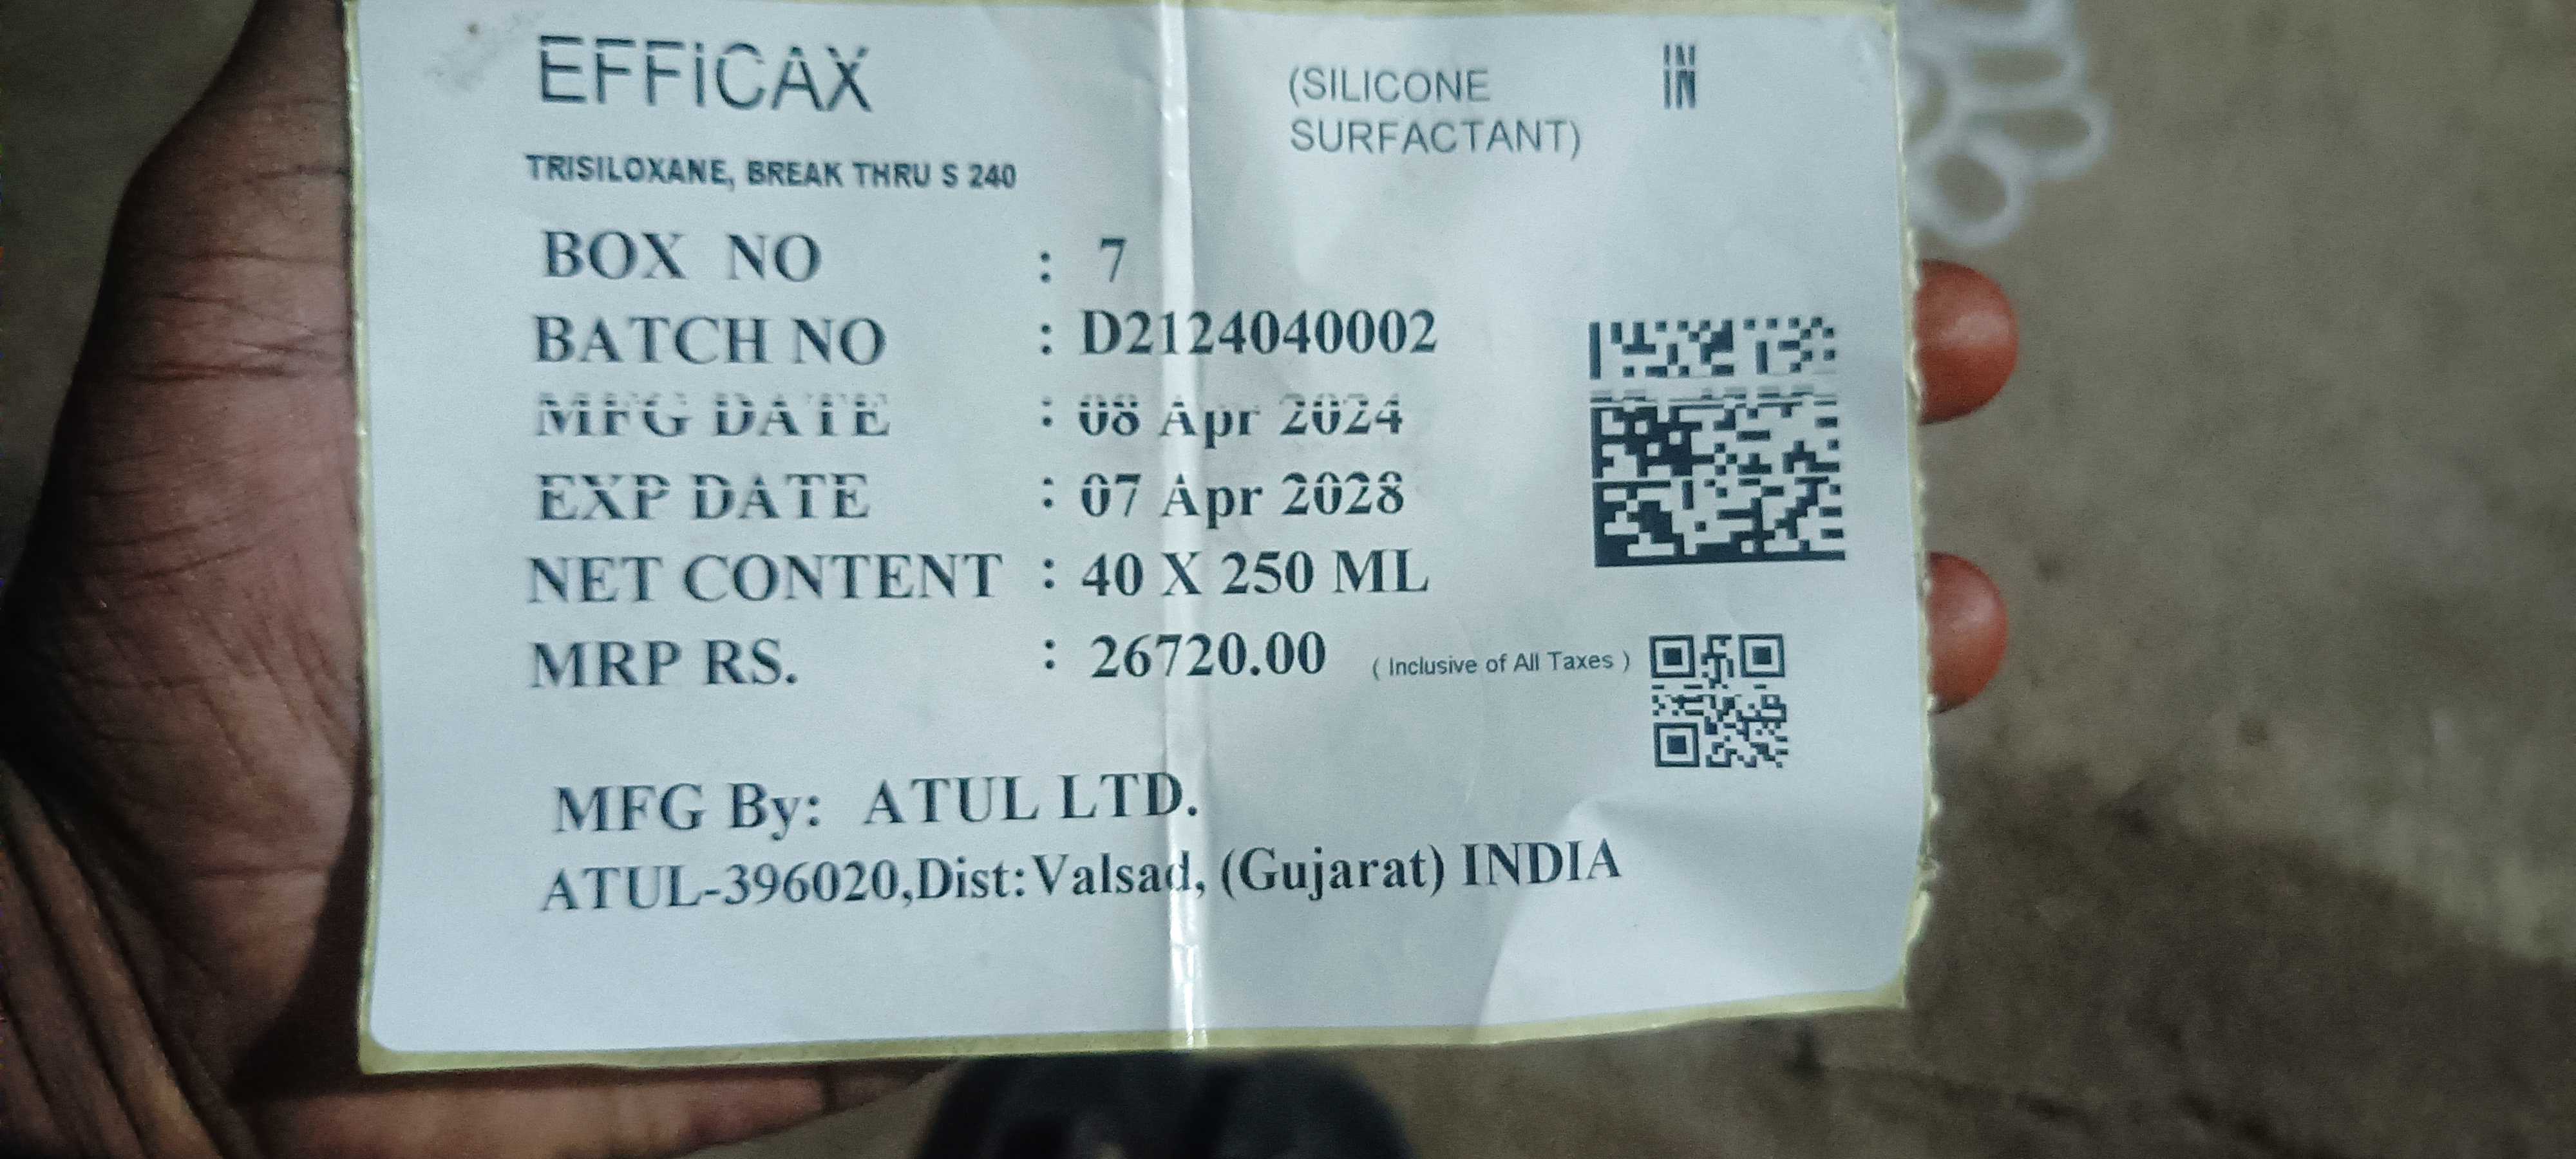 EFFiCAX
(SILICONE
SURFACTANT)
IN
TRISILOXANE, BREAK THRU S 240
BOX NO : 7
BATCH NO : D2124040002
MFG DATE : 08 Apr 2024
EXP DATE : 07 Apr 2028
NET CONTENT : 40 X 250 ML
MRP RS. : 26720.00 ( Inclusive of All Taxes )
MFG By: ATUL LTD.
ATUL-396020,Dist:Valsad, (Gujarat) INDIA